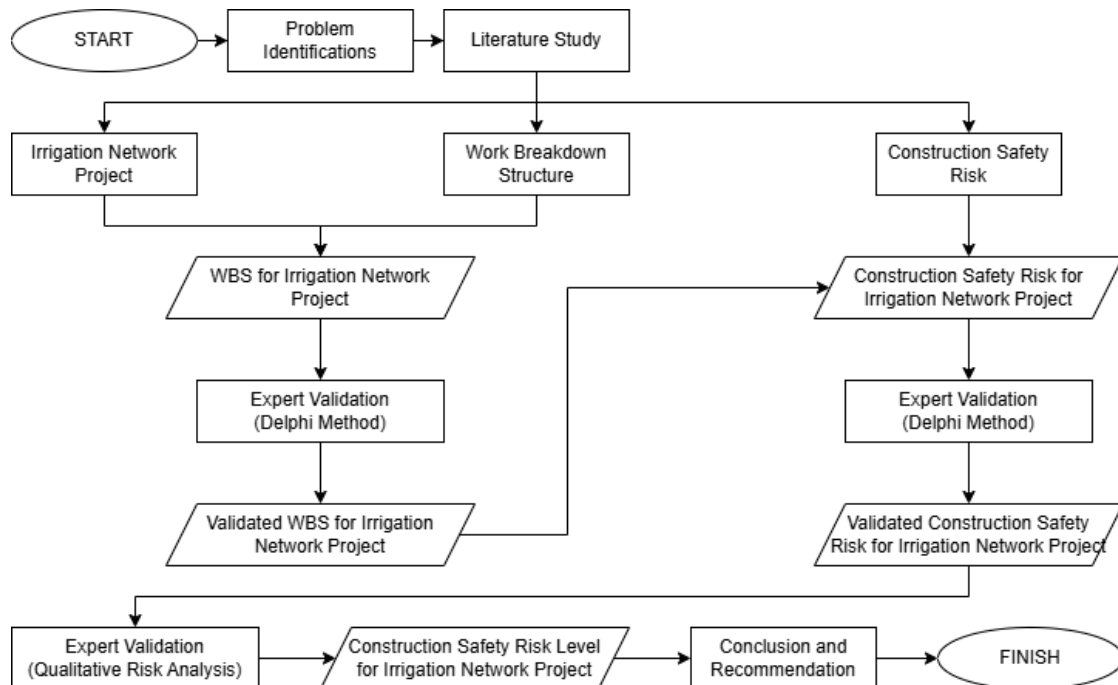 START
Problem
Identifications
Literature Study
Irrigation Network
Project
Work Breakdown
Structure
Construction Safety
Risk
WBS for Irrigation Network
Project
Construction Safety Risk for
Irrigation Network Project
Expert Validation
(Delphi Method)
Expert Validation
(Delphi Method)
Validated WBS for Irrigation
Network Project
Validated Construction Safety
Risk for Irrigation Network Project
Expert Validation
(Qualitative Risk Analysis)
Construction Safety Risk Level
for Irrigation Network Project
Conclusion and
Recommendation
FINISH